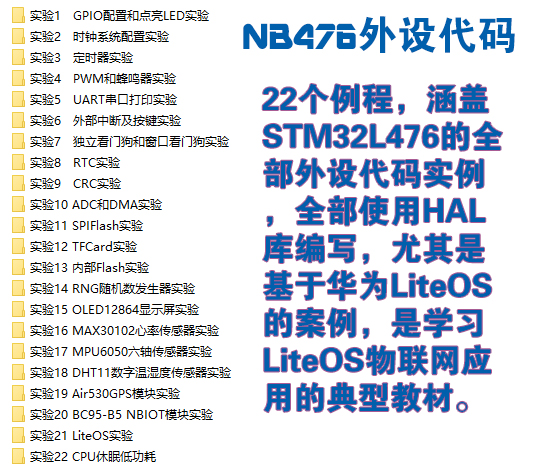 实验1 GPIO配置和点亮LED实验
实验2 时钟系统配置实验
实验3 定时器实验
实验4 PWM和蜂鸣器实验
实验5 UART串口打印实验
实验6 外部中断及按键实验
实验7 独立看门狗和窗口看门狗实验
实验8 RTC实验
实验9 CRC实验
实验10 ADC和DMA实验
实验11 SPIFlash实验
实验12 TFCard实验
实验13 内部Flash实验
实验14 RNG随机数发生器实验
实验15 OLED12864显示屏实验
实验16 MAX30102心率传感器实验
实验17 MPU6050六轴传感器实验
实验18 DHT11数字温湿度传感器实验
实验19 Air530GPS模块实验
实验20 BC95-B5 NBIOT模块实验
实验21 LiteOS实验
实验22 CPU休眠低功耗
NB476外设代码
22个例程，涵盖
STM32L476的全
部外设代码实例
，全部使用HAL
库编写，尤其是
基于华为LiteOS
的案例，是学习
LiteOS物联网应
用的典型教材。